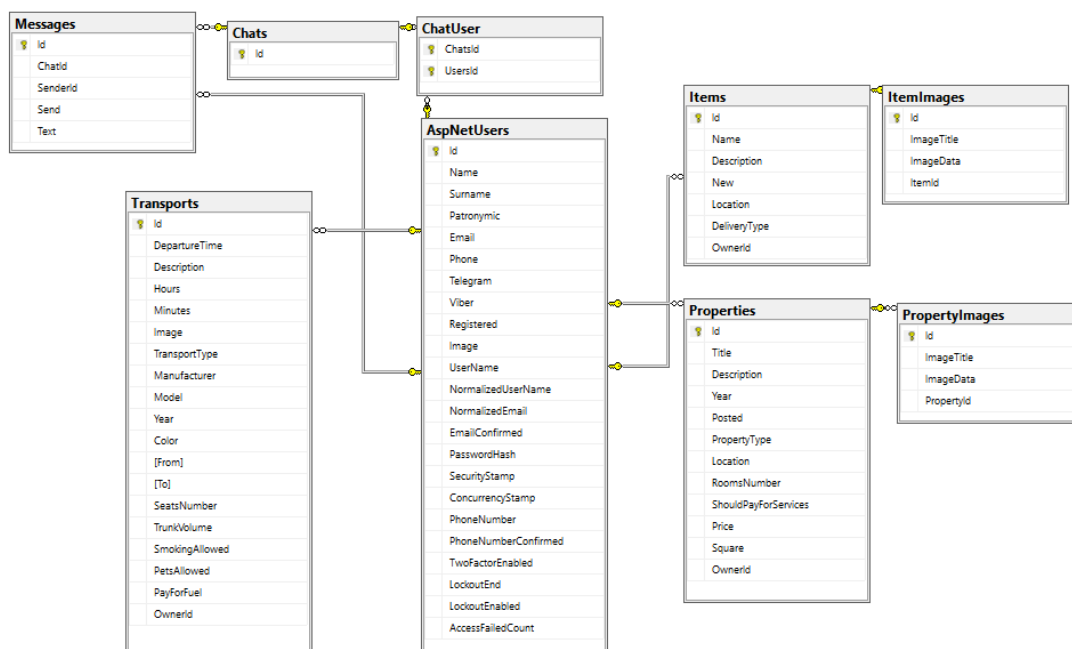 Messages
Id
ChatId
SenderId
Send
Text
Chats
Id
ChatUser
ChatsId
UsersId
AspNetUsers
Id
Name
Surname
Patronymic
Email
Phone
Telegram
Viber
Registered
Image
UserName
NormalizedUserName
NormalizedEmail
EmailConfirmed
PasswordHash
SecurityStamp
ConcurrencyStamp
PhoneNumber
PhoneNumberConfirmed
TwoFactorEnabled
LockoutEnd
LockoutEnabled
AccessFailedCount
Transports
Id
DepartureTime
Description
Hours
Minutes
Image
TransportType
Manufacturer
Model
Year
Color
[From]
[To]
SeatsNumber
TrunkVolume
SmokingAllowed
PetsAllowed
PayForFuel
OwnerId
Items
Id
Name
Description
New
Location
DeliveryType
OwnerId
ItemImages
Id
ImageTitle
ImageData
ItemId
Properties
Id
Title
Description
Year
Posted
PropertyType
Location
RoomsNumber
ShouldPayForServices
Price
Square
OwnerId
PropertyImages
Id
ImageTitle
ImageData
PropertyId